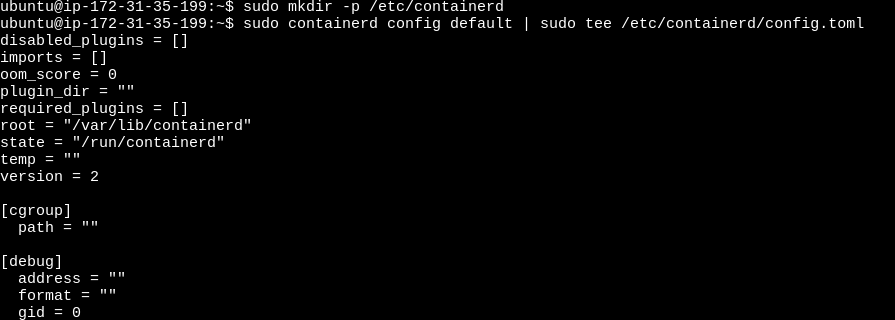 ubuntu@ip-172-31-35-199:~$ sudo mkdir -p /etc/containerd
ubuntu@ip-172-31-35-199:~$ sudo containerd config default | sudo tee /etc/containerd/config.toml
disabled_plugins = []
imports = []
oom_score = 0
plugin_dir = ""
required_plugins = []
root = "/var/lib/containerd"
state = "/run/containerd"
temp = ""
version = 2

[cgroup]
  path = ""

[debug]
  address = ""
  format = ""
  gid = 0